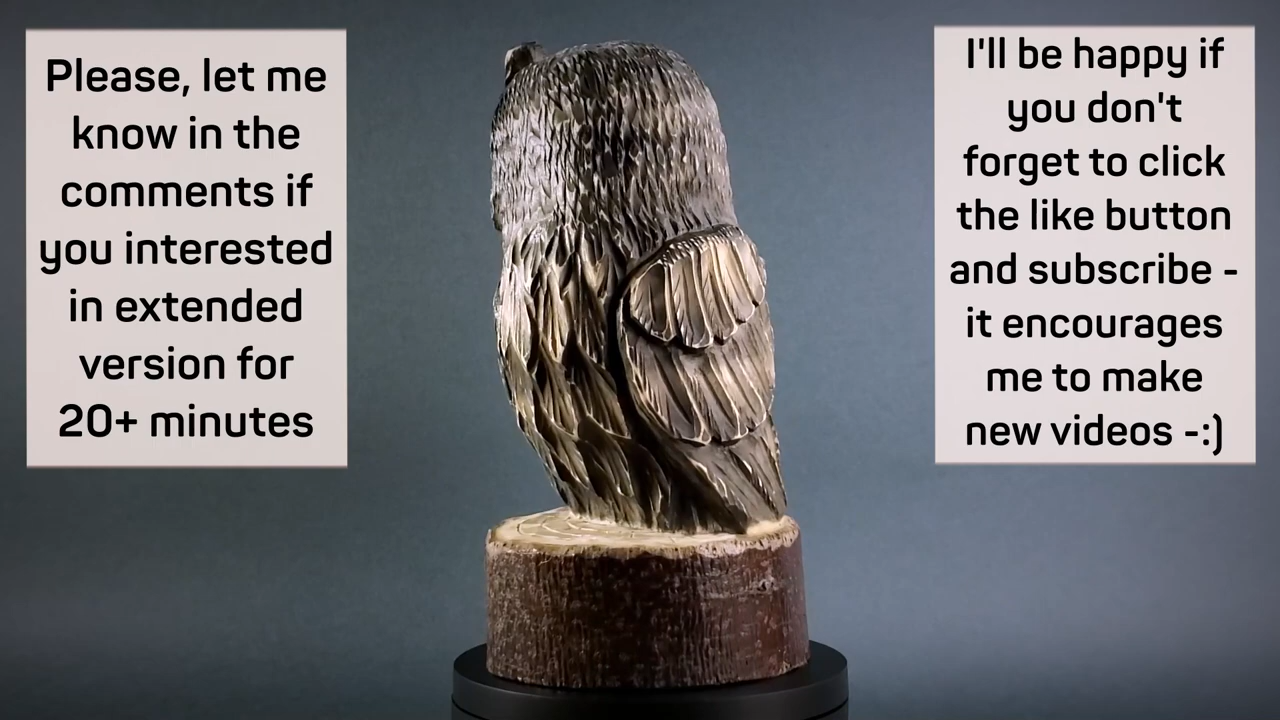 Please, let me
know in the
comments if
you interested
in extended
version for
20+ minutes
I'll be happy if
you don't
forget to click
the like button
and subscribe -
it encourages
me to make
new videos -:)